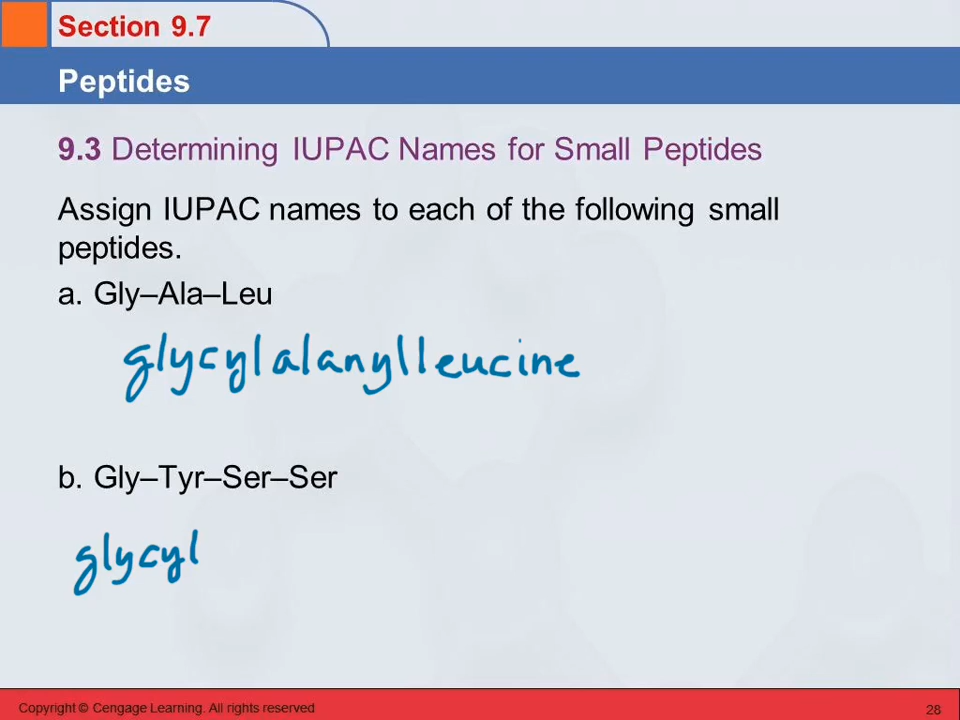 Section 9.7
Peptides
9.3 Determining IUPAC Names for Small Peptides
Assign IUPAC names to each of the following small
peptides.
a. Gly–Ala–Leu
glycylalanylleucine
b. Gly–Tyr–Ser–Ser
glycyl
Copyright © Cengage Learning. All rights reserved
28